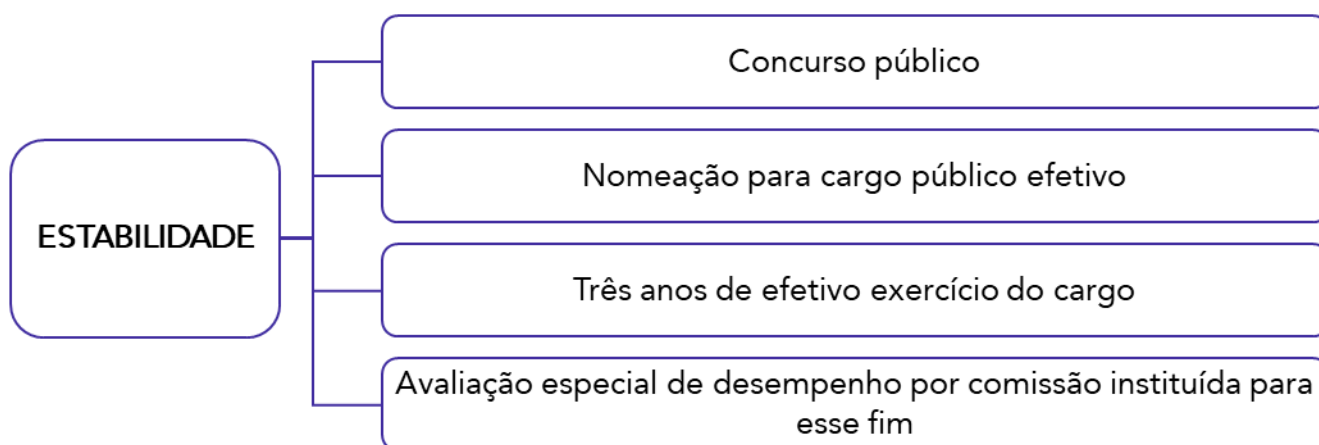 Concurso público
Nomeação para cargo público efetivo
ESTABILIDADE
Três anos de efetivo exercício do cargo
Avaliação especial de desempenho por comissão instituída para
esse fim